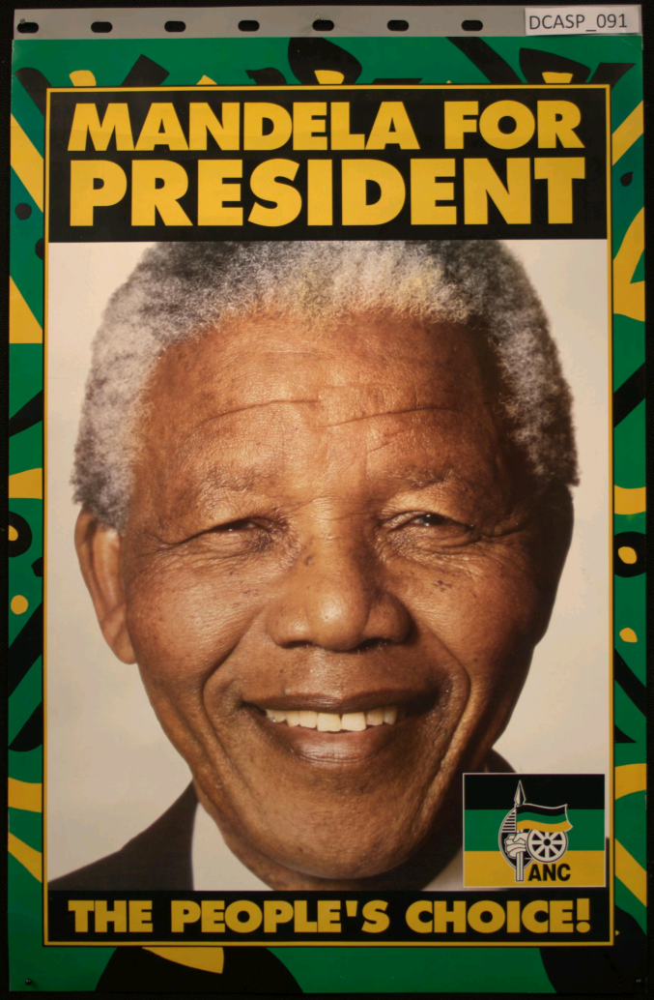 DCASP_091
MANDELA FOR
PRESIDENT
ANC
THE PEOPLE'S CHOICE!